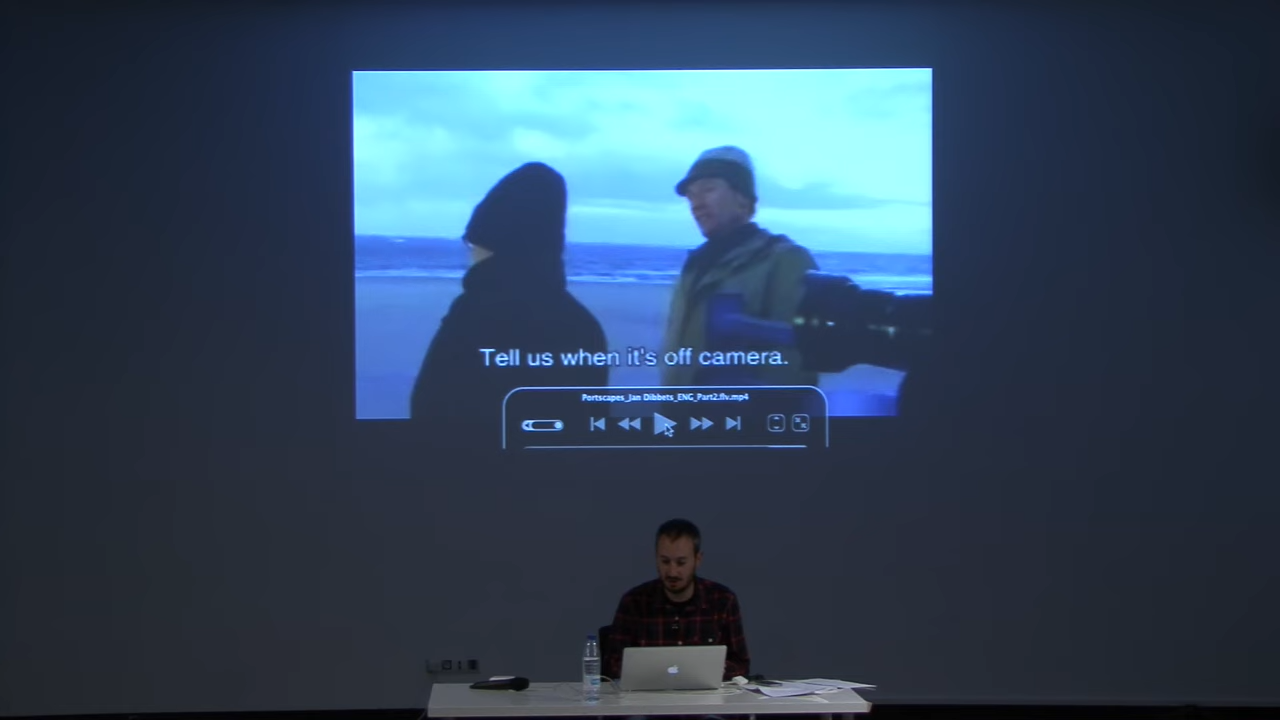 Tell us when it's off camera.
Portscapes_Jan Dibbets_ENG_Part2.flv.mp4